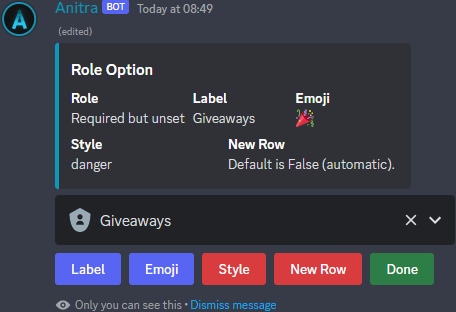 Anitra BOT Today at 08:49
(edited)
Role Option
Role Label Emoji
Required but unset Giveaways 🎉
Style New Row
danger Default is False (automatic).
Giveaways
Label Emoji Style New Row Done
Only you can see this • Dismiss message